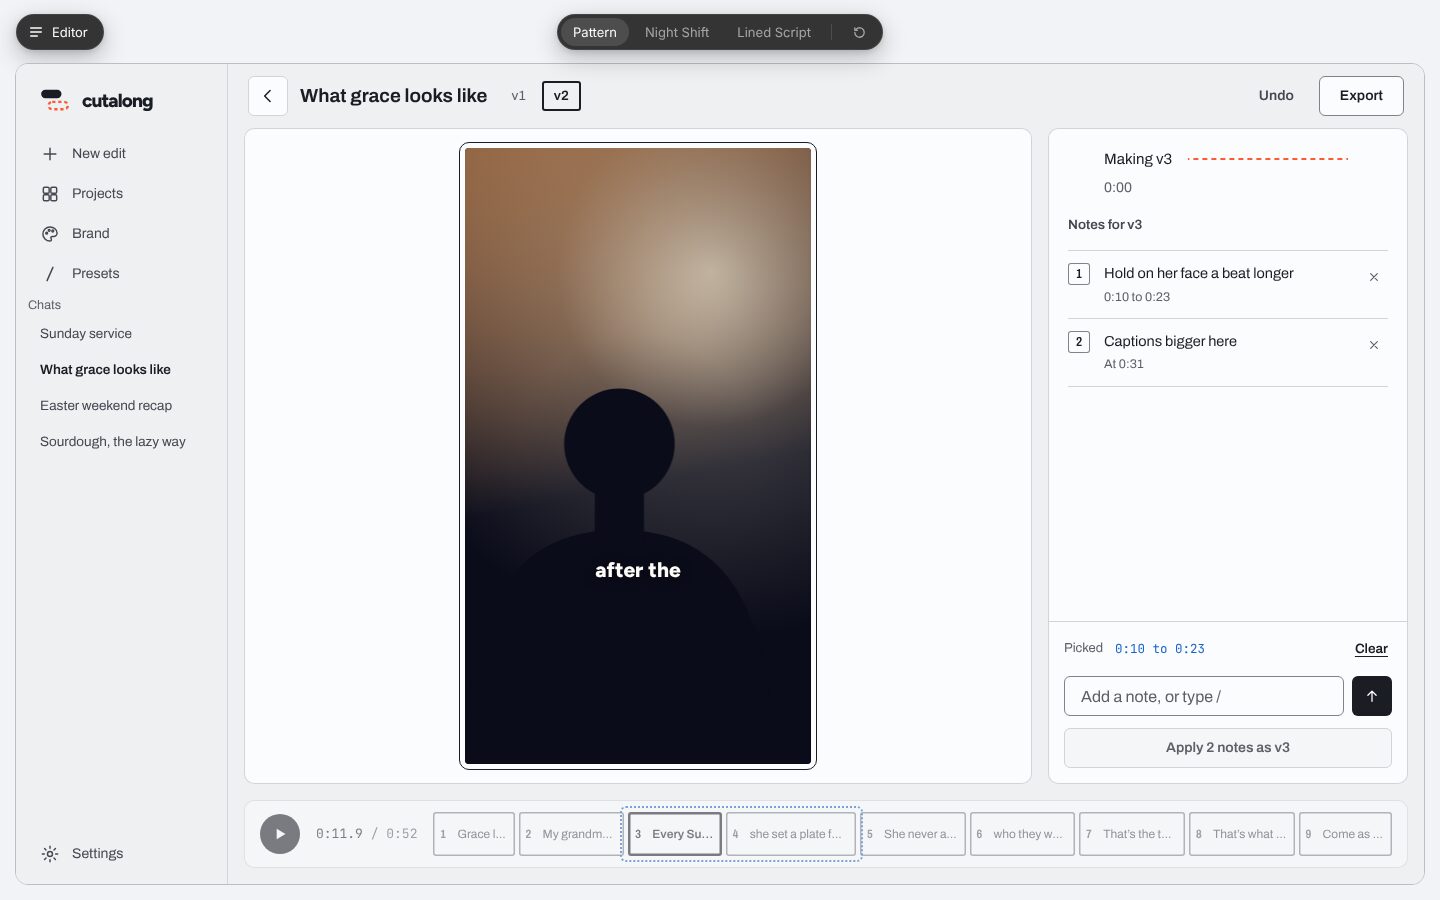 Editor
Pattern Night Shift Lined Script
cutalong
New edit
Projects
Brand
Presets
Chats
Sunday service
What grace looks like
Easter weekend recap
Sourdough, the lazy way
Settings
What grace looks like v1 v2
Undo Export
after the
Making v3
0:00
Notes for v3
1 Hold on her face a beat longer
0:10 to 0:23
2 Captions bigger here
At 0:31
Picked 0:10 to 0:23 Clear
Add a note, or type /
Apply 2 notes as v3
0:11.9 / 0:52 1 Grace l... 2 My grandm... 3 Every Su... 4 she set a plate f... 5 She never a... 6 who they w... 7 That's the t... 8 That's what ... 9 Come as ...